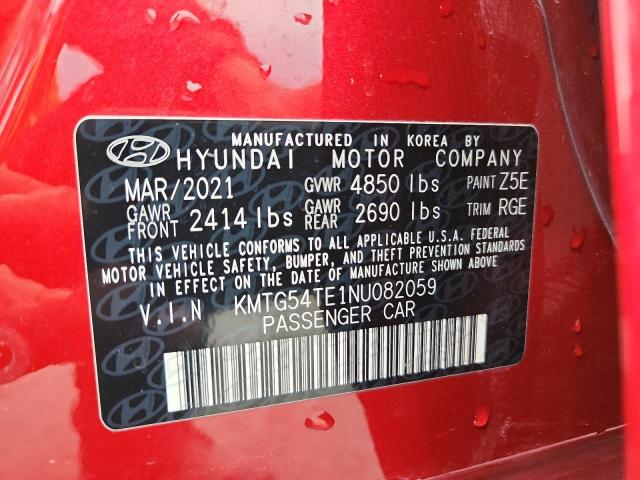 MANUFACTURED IN KOREA BY
HYUNDAI MOTOR COMPANY
MAR/2021 GVWR 4850 lbs PAINT Z5E
GAWR FRONT 2414 lbs GAWR REAR 2690 lbs TRIM RGE
THIS VEHICLE CONFORMS TO ALL APPLICABLE U.S.A. FEDERAL
MOTOR VEHICLE SAFETY, BUMPER, AND THEFT PREVENTION STANDARDS
IN EFFECT ON THE DATE OF MANUFACTURE SHOWN ABOVE.
V.I.N KMTG54TE1NU082059
PASSENGER CAR